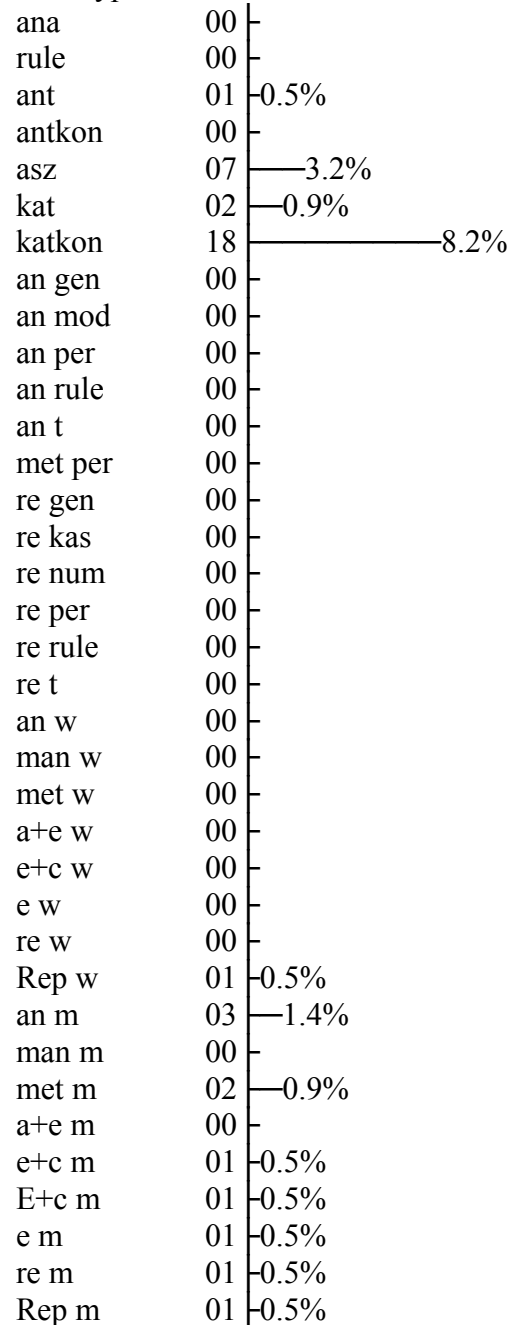 ana 00
rule 00
ant 01 0.5%
antkon 00
asz 07 3.2%
kat 02 0.9%
katkon 18 8.2%
an gen 00
an mod 00
an per 00
an rule 00
an t 00
met per 00
re gen 00
re kas 00
re num 00
re per 00
re rule 00
re t 00
an w 00
man w 00
met w 00
a+e w 00
e+c w 00
e w 00
re w 00
Rep w 01 0.5%
an m 03 1.4%
man m 00
met m 02 0.9%
a+e m 00
e+c m 01 0.5%
E+c m 01 0.5%
e m 01 0.5%
re m 01 0.5%
Rep m 01 0.5%